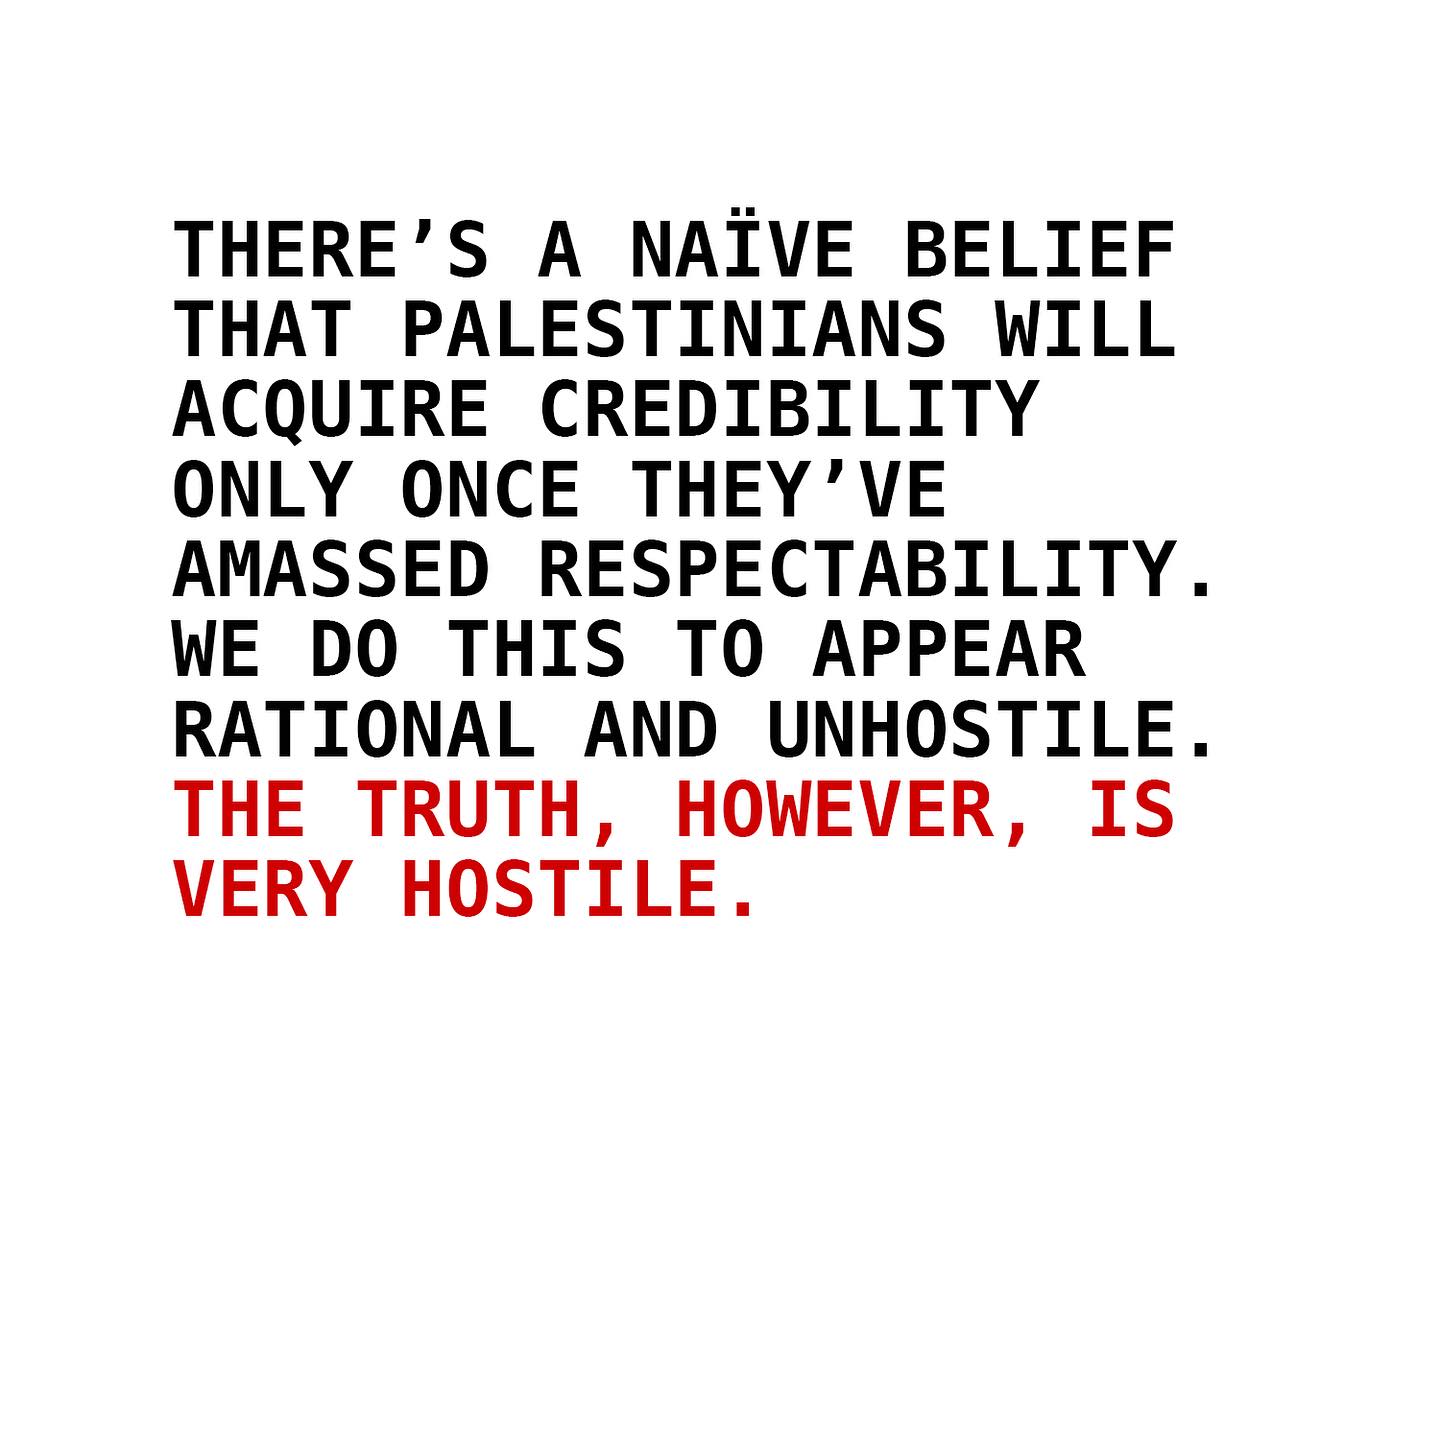 THERE’S A NAÏVE BELIEF
THAT PALESTINIANS WILL
ACQUIRE CREDIBILITY
ONLY ONCE THEY’VE
AMASSED RESPECTABILITY.
WE DO THIS TO APPEAR
RATIONAL AND UNHOSTILE.
THE TRUTH, HOWEVER, IS
VERY HOSTILE.